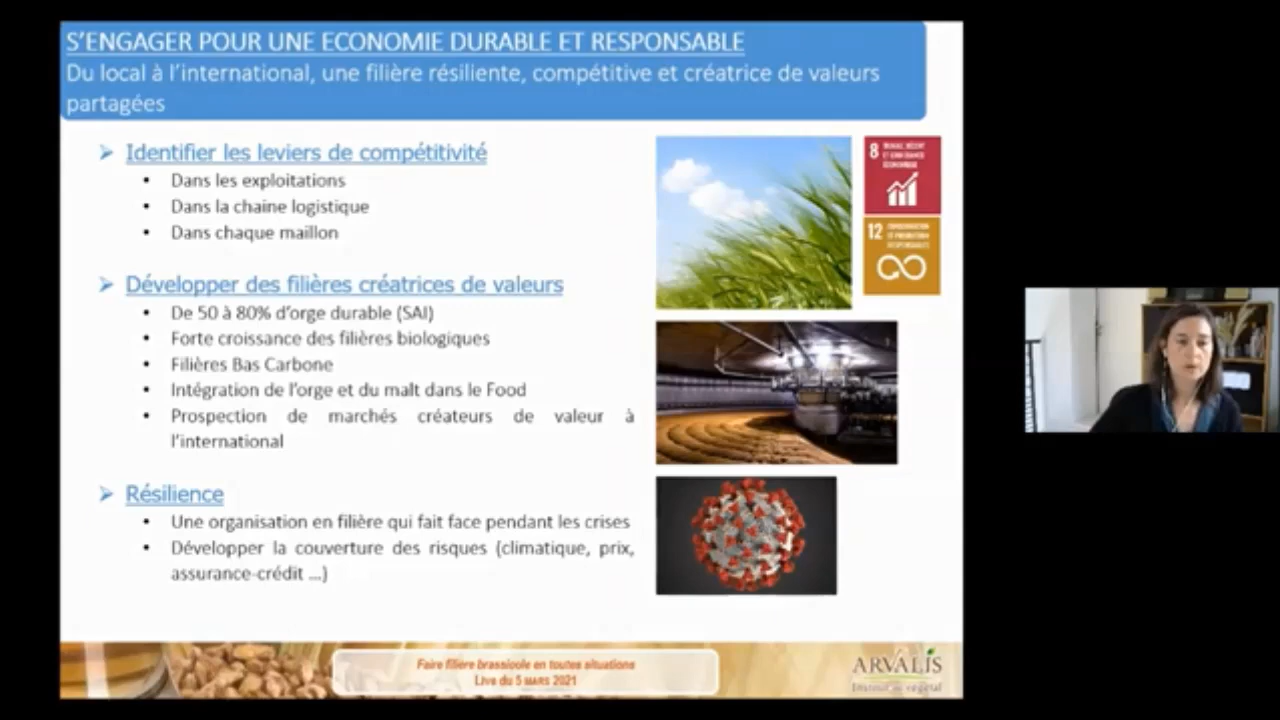 S'ENGAGER POUR UNE ECONOMIE DURABLE ET RESPONSABLE
Du local à l'international, une filière résiliente, compétitive et créatrice de valeurs
partagées
➢ Identifier les leviers de compétitivité
• Dans les exploitations
• Dans la chaine logistique
• Dans chaque maillon
➢ Développer des filières créatrices de valeurs
• De 50 à 80% d'orge durable (SAI)
• Forte croissance des filières biologiques
• Filières Bas Carbone
• Intégration de l'orge et du malt dans le Food
• Prospection de marchés créateurs de valeur à
l'international
➢ Résilience
• Une organisation en filière qui fait face pendant les crises
• Développer la couverture des risques (climatique, prix,
assurance-crédit ...)
8 TRAVAIL DÉCENT
ET CROISSANCE
ÉCONOMIQUE
12 CONSOMMATION
ET PRODUCTION
RESPONSABLES
Faire filière brassicole en toutes situations
Live du 5 MARS 2021
ARVALIS
Institut du végétal